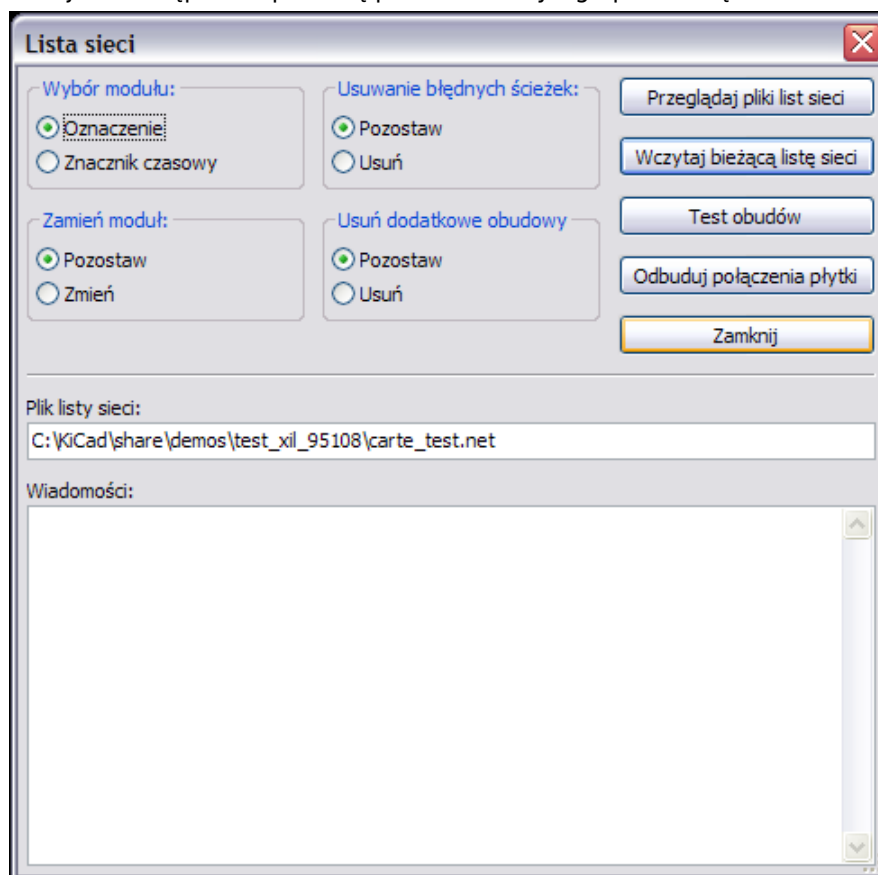 Lista sieci
Wybór modułu:
Oznaczenie
Znacznik czasowy
Usuwanie błędnych ścieżek:
Pozostaw
Usuń
Zamień moduł:
Pozostaw
Zmień
Usuń dodatkowe obudowy
Pozostaw
Usuń
Przeglądaj pliki list sieci
Wczytaj bieżącą listę sieci
Test obudów
Odbuduj połączenia płytki
Zamknij
Plik listy sieci:
C:\KiCad\share\demos\test_xil_95108\carte_test.net
Wiadomości: